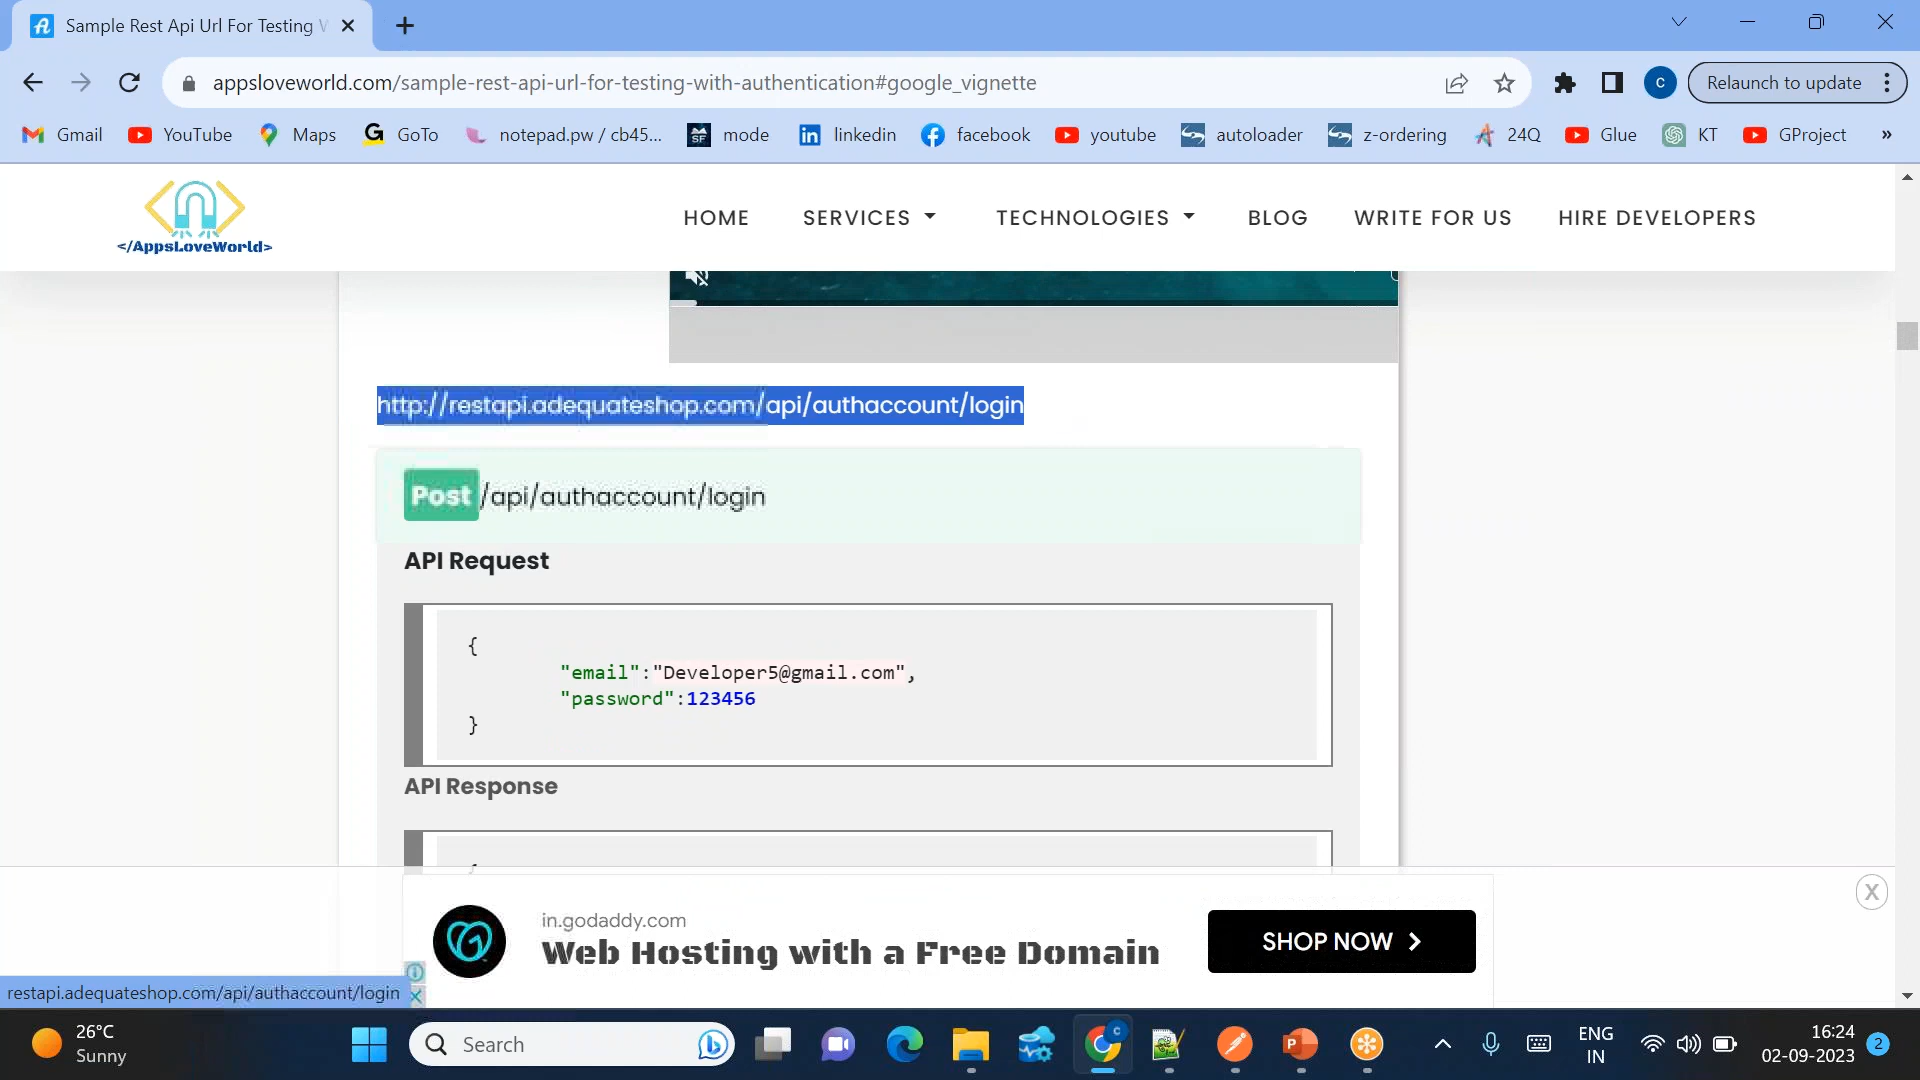 Sample Rest Api Url For Testing W
appsloveworld.com/sample-rest-api-url-for-testing-with-authentication#google_vignette
Relaunch to update
c
Gmail YouTube Maps GoTo notepad.pw / cb45... mode linkedin facebook youtube autoloader z-ordering 24Q Glue KT GProject »
</AppsLoveWorld>
HOME SERVICES TECHNOLOGIES BLOG WRITE FOR US HIRE DEVELOPERS
http://restapi.adequateshop.com/api/authaccount/login
Post /api/authaccount/login
API Request
{
"email":"Developer5@gmail.com",
"password":123456
}
API Response
{
in.godaddy.com
Web Hosting with a Free Domain
SHOP NOW
X
restapi.adequateshop.com/api/authaccount/login
26°C
Sunny
Search
ENG
IN
16:24
02-09-2023
2